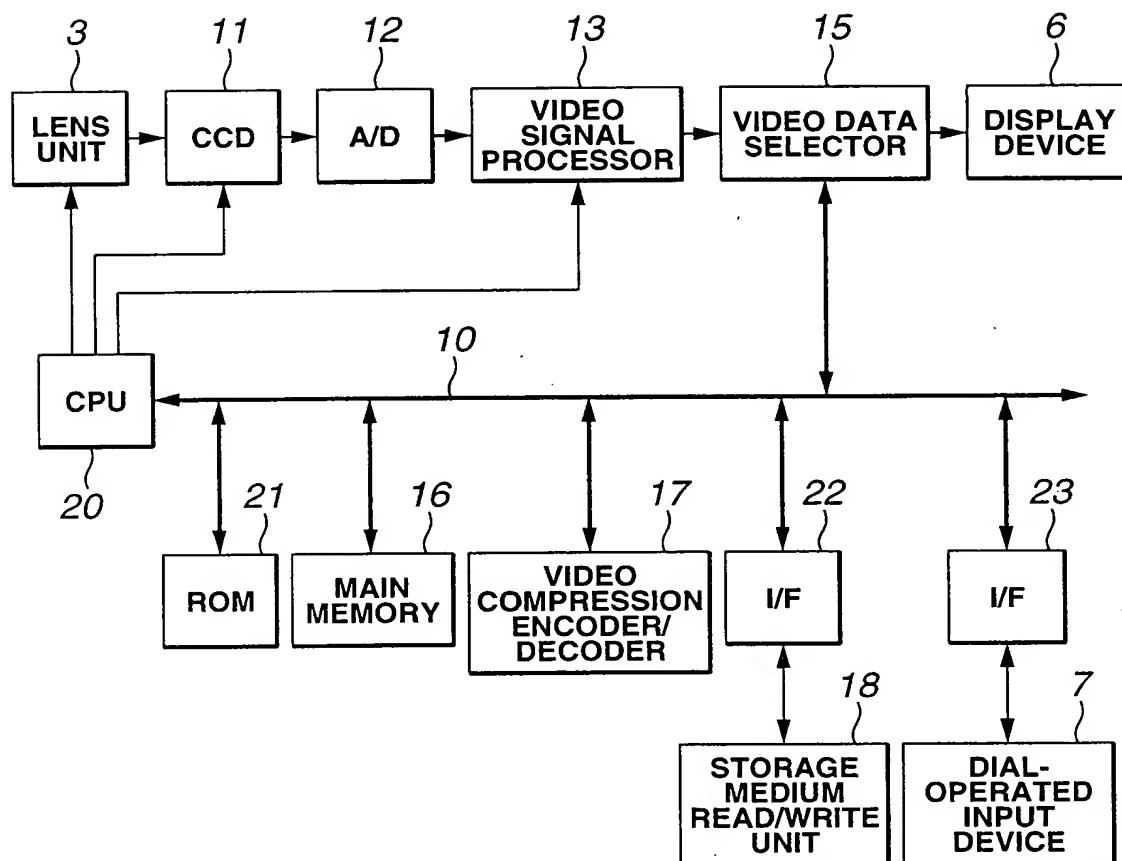 3
11
12
13
15
6
LENS
UNIT
CCD
A/D
VIDEO
SIGNAL
PROCESSOR
VIDEO DATA
SELECTOR
DISPLAY
DEVICE
10
CPU
20
21
16
17
22
23
ROM
MAIN
MEMORY
VIDEO
COMPRESSION
ENCODER/
DECODER
I/F
I/F
18
7
STORAGE
MEDIUM
READ/WRITE
UNIT
DIAL-
OPERATED
INPUT
DEVICE